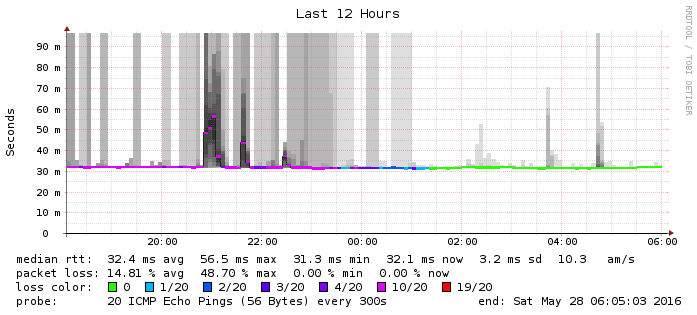 Last 12 Hours
RRDTOOL / TOBI OETIKER
Seconds
90 m
80 m
70 m
60 m
50 m
40 m
30 m
20 m
10 m
0
20:00 22:00 00:00 02:00 04:00 06:00
median rtt: 32.4 ms avg 56.5 ms max 31.3 ms min 32.1 ms now 3.2 ms sd 10.3 am/s
packet loss: 14.81 % avg 48.70 % max 0.00 % min 0.00 % now
loss color: 0 1/20 2/20 3/20 4/20 10/20 19/20
probe: 20 ICMP Echo Pings (56 Bytes) every 300s end: Sat May 28 06:05:03 2016